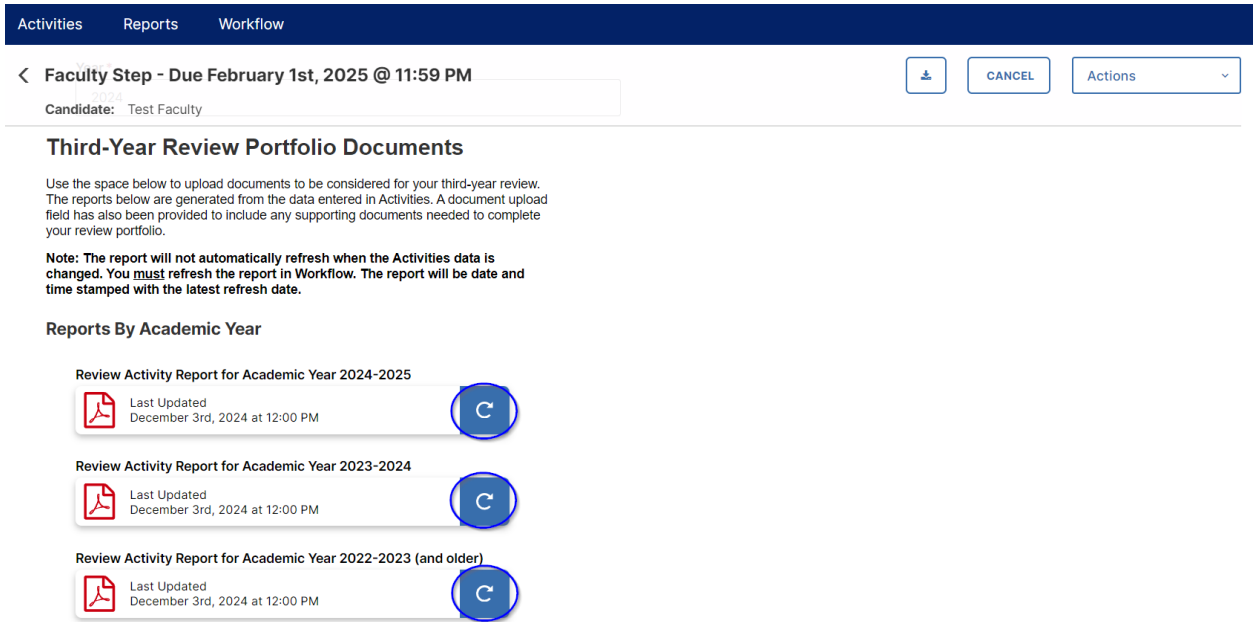 Activities Reports Workflow
Year *
Faculty Step - Due February 1st, 2025 @ 11:59 PM
CANCEL
Actions
2024
Candidate: Test Faculty
Third-Year Review Portfolio Documents
Use the space below to upload documents to be considered for your third-year review.
The reports below are generated from the data entered in Activities. A document upload
field has also been provided to include any supporting documents needed to complete
your review portfolio.
Note: The report will not automatically refresh when the Activities data is
changed. You must refresh the report in Workflow. The report will be date and
time stamped with the latest refresh date.
Reports By Academic Year
Review Activity Report for Academic Year 2024-2025
Last Updated
December 3rd, 2024 at 12:00 PM
Review Activity Report for Academic Year 2023-2024
Last Updated
December 3rd, 2024 at 12:00 PM
Review Activity Report for Academic Year 2022-2023 (and older)
Last Updated
December 3rd, 2024 at 12:00 PM